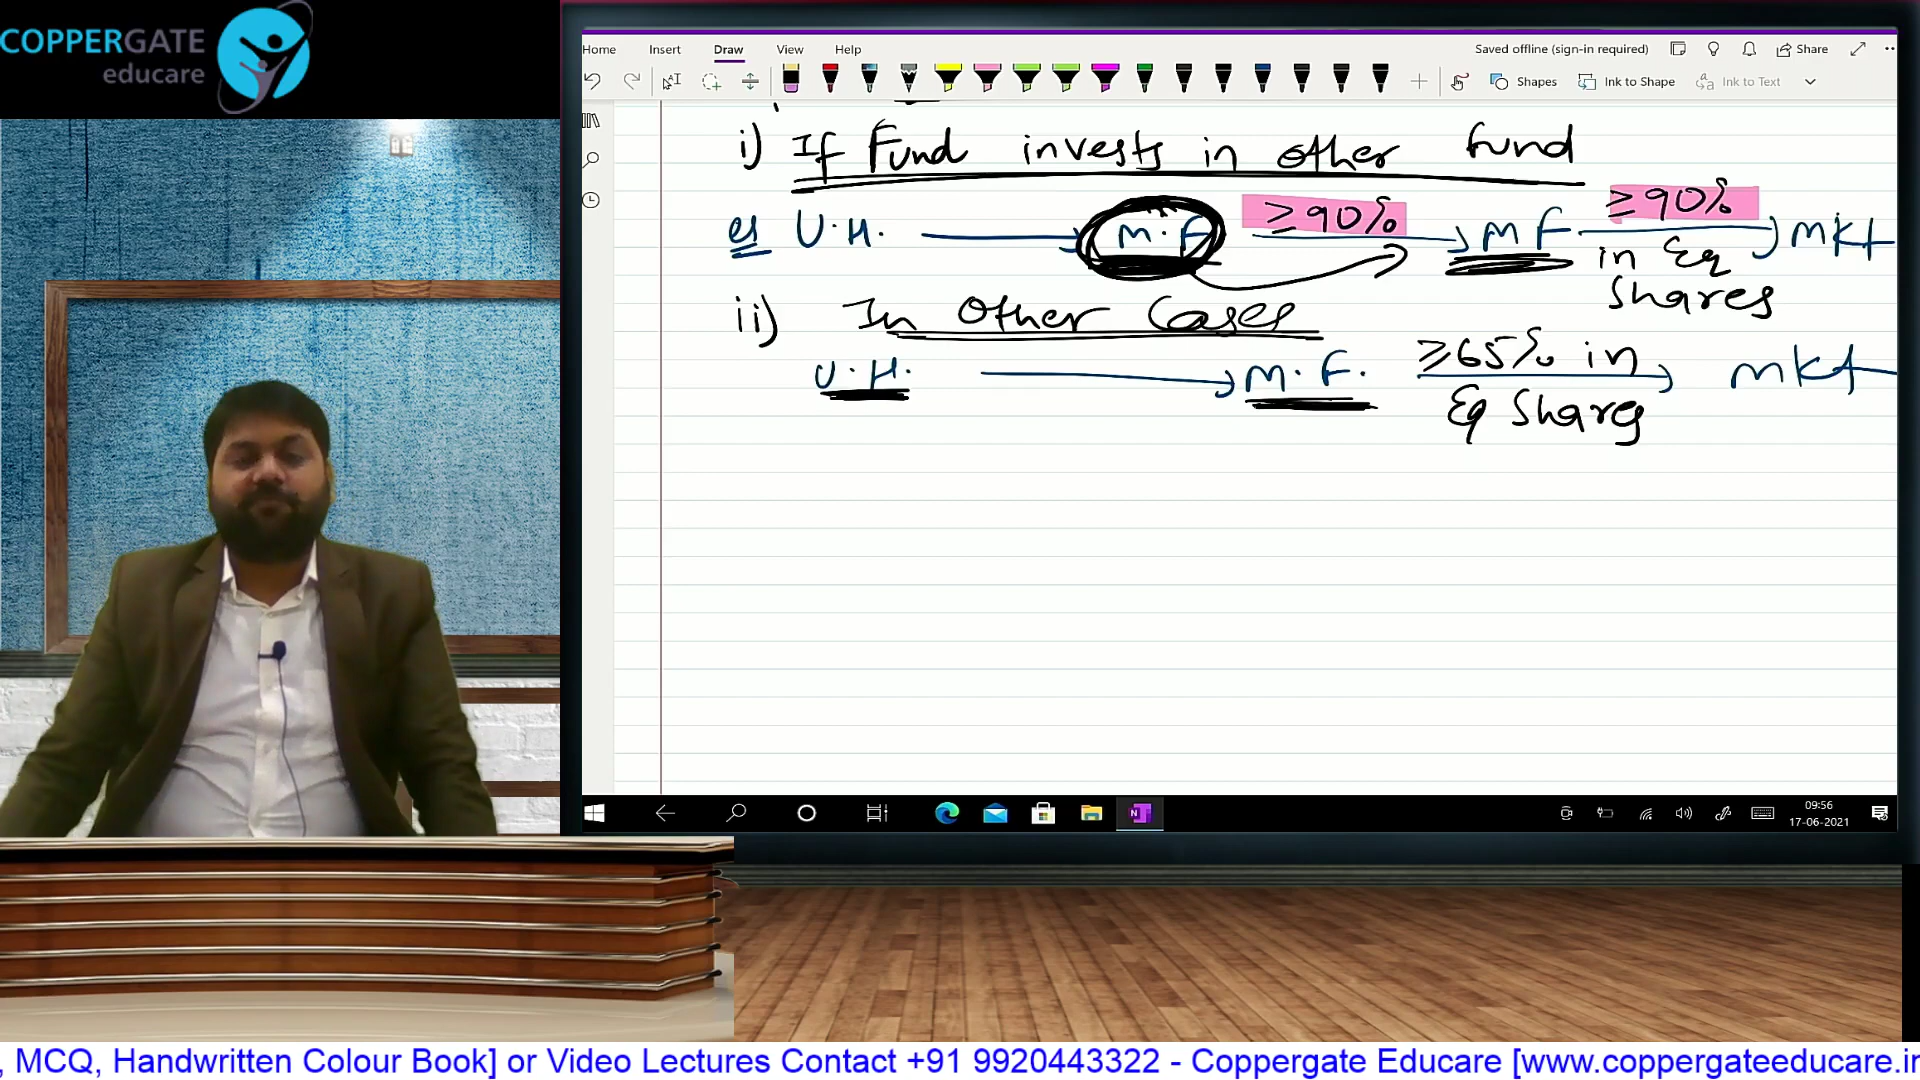 COPPERGATE
educare
Home Insert Draw View Help Saved offline (sign-in required) Share
Shapes Ink to Shape Ink to Text
i) If Fund invests in other fund
eg U.H. M.F ≥90% MF ≥90% in Eq Shares mkt
ii) In Other Cases
U.H. M.F. ≥65% in Eq Shares mkt
09:56
17-06-2021
, MCQ, Handwritten Colour Book] or Video Lectures Contact +91 9920443322 - Coppergate Educare [www.coppergateeducare.in